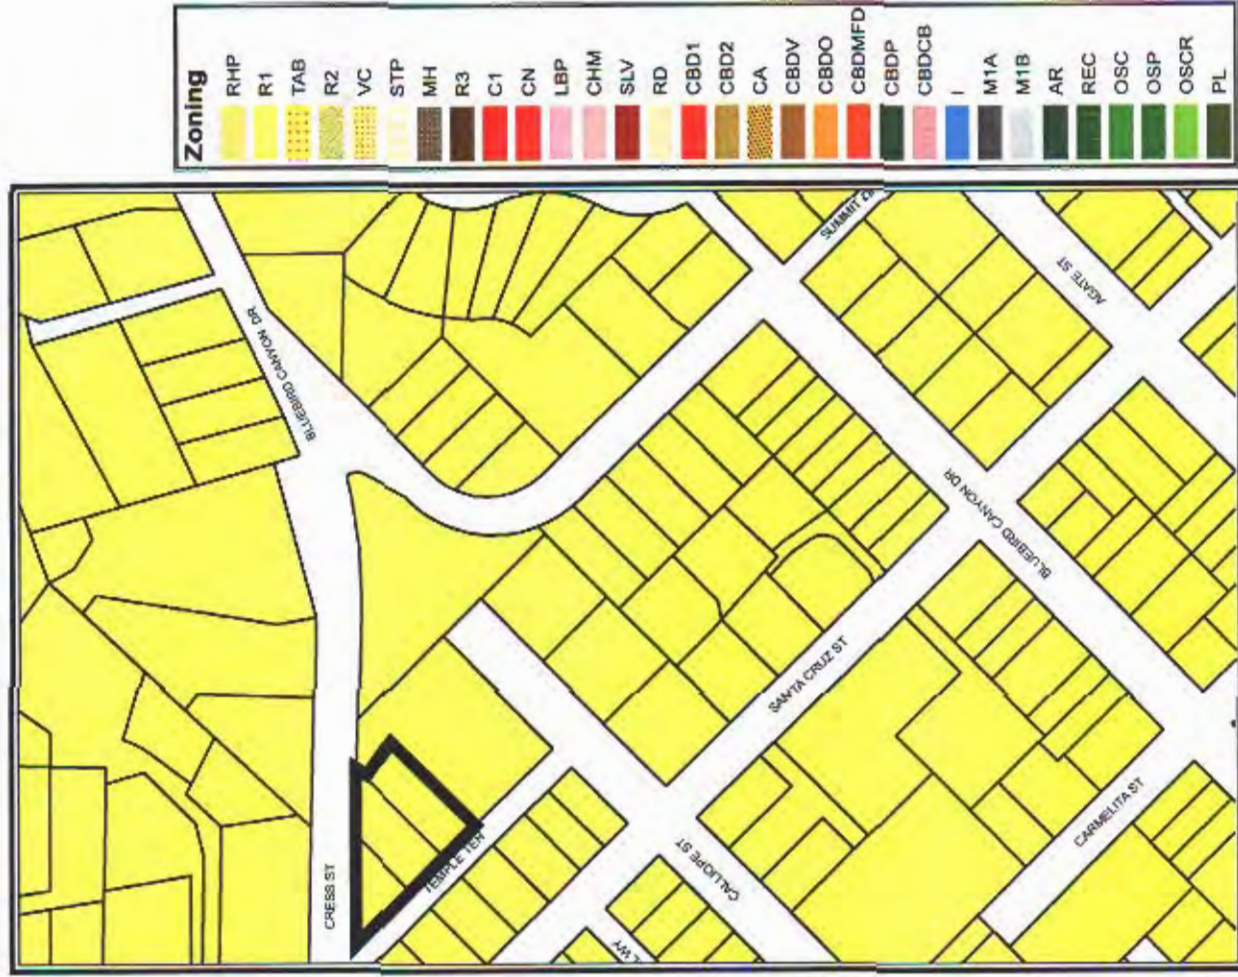 Zoning
RHP
R1
TAB
R2
VC
STP
MH
R3
C1
CN
LBP
CHM
SLV
RD
CBD1
CBD2
CA
CBDV
CBDO
CBDMFD
CBDP
CBDCB
I
M1A
M1B
AR
REC
OSC
OSP
OSCR
PL
BLUEBIRD CANYON DR
SUMMIT
AGATE ST
BLUEBIRD CANYON DR
SANTA CRUZ ST
CARMELITA ST
CRESS ST
TEMPLE TER
CALLIOPE ST
WY